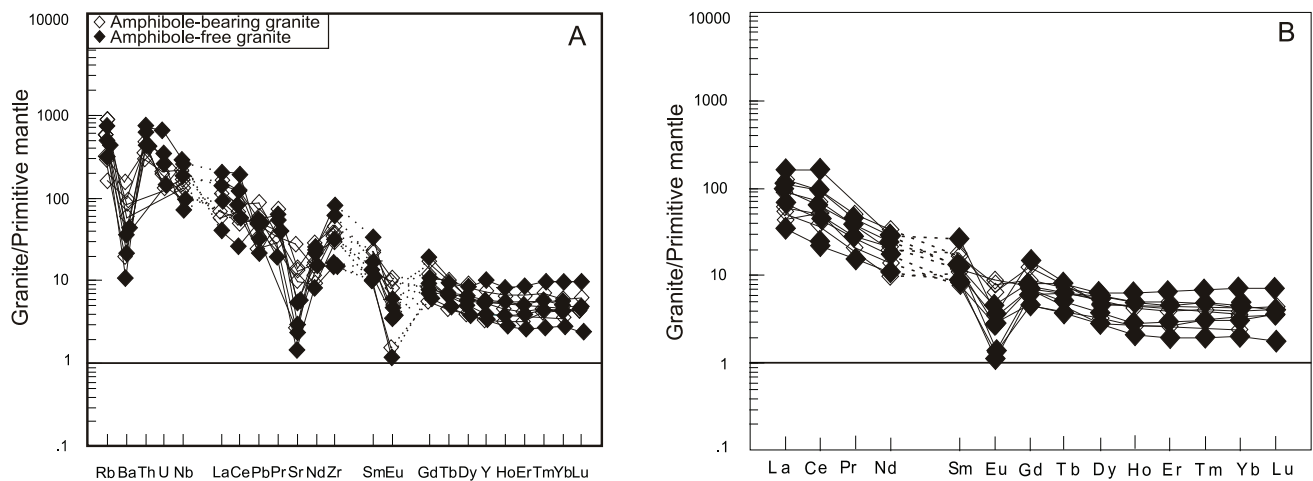 10000
1000
100
10
1
.1
Granite/Primitive mantle
Amphibole-bearing granite
Amphibole-free granite
A
Rb Ba Th U Nb La Ce Pb Pr Sr Nd Zr Sm Eu Gd Tb Dy Y Ho Er Tm Yb Lu
10000
1000
100
10
1
.1
Granite/Primitive mantle
B
La Ce Pr Nd Sm Eu Gd Tb Dy Ho Er Tm Yb Lu